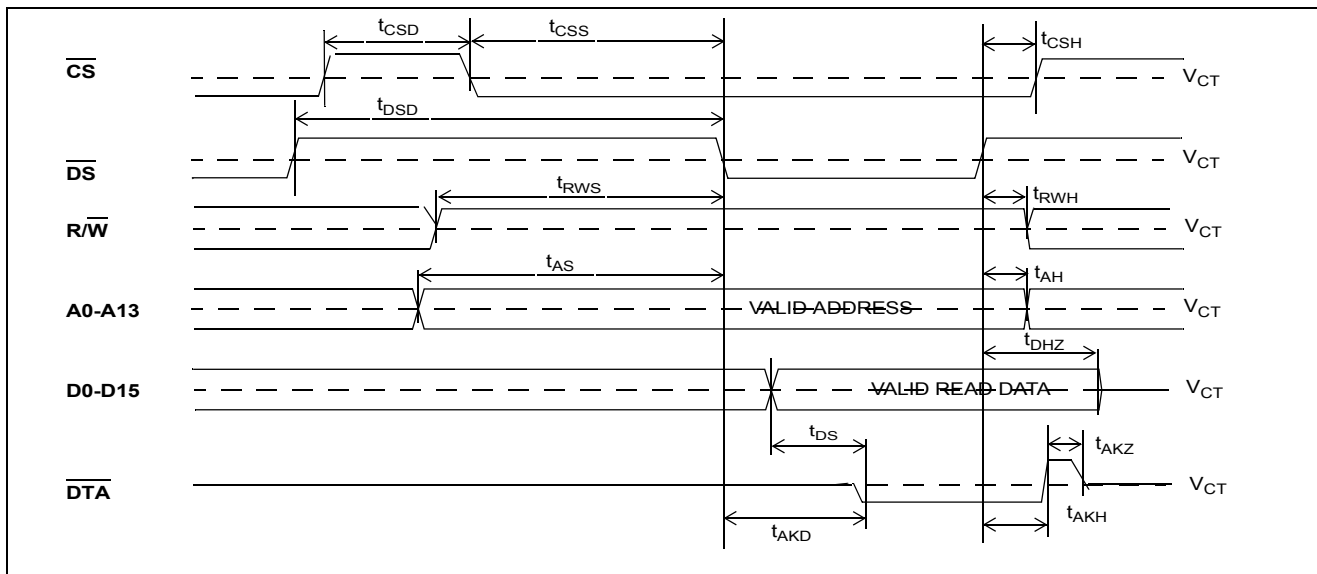 tCSD
tCSS
tCSH
CS
VCT
tDSD
DS
VCT
tRWS
tRWH
R/W
VCT
tAS
tAH
A0-A13
VALID ADDRESS
VCT
tDHZ
D0-D15
VALID READ DATA
VCT
tDS
tAKZ
DTA
VCT
tAKD
tAKH